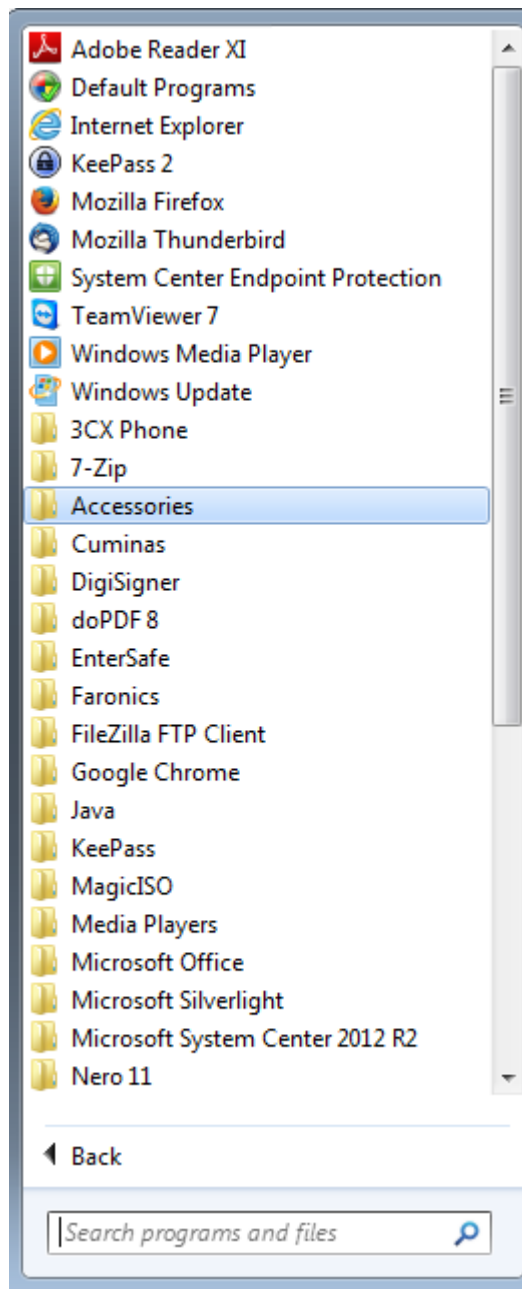 Adobe Reader XI
Default Programs
Internet Explorer
KeePass 2
Mozilla Firefox
Mozilla Thunderbird
System Center Endpoint Protection
TeamViewer 7
Windows Media Player
Windows Update
3CX Phone
7-Zip
Accessories
Cuminas
DigiSigner
doPDF 8
EnterSafe
Faronics
FileZilla FTP Client
Google Chrome
Java
KeePass
MagicISO
Media Players
Microsoft Office
Microsoft Silverlight
Microsoft System Center 2012 R2
Nero 11
Back
Search programs and files